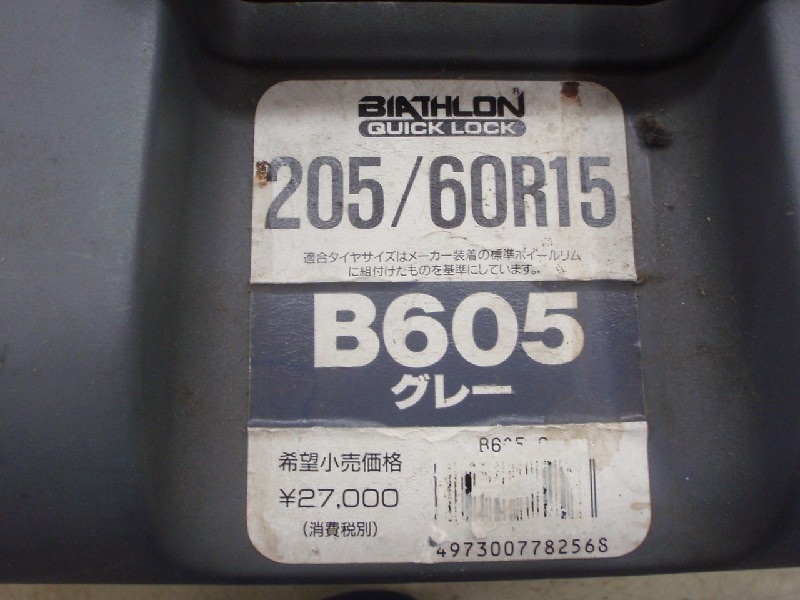 BIATHLON®
QUICK LOCK
205/60R15
適合タイヤサイズはメーカー装着の標準ホイールリム
に組付けたものを基準にしています。
B605
グレー
希望小売価格
¥27,000
(消費税別)
4973007782568